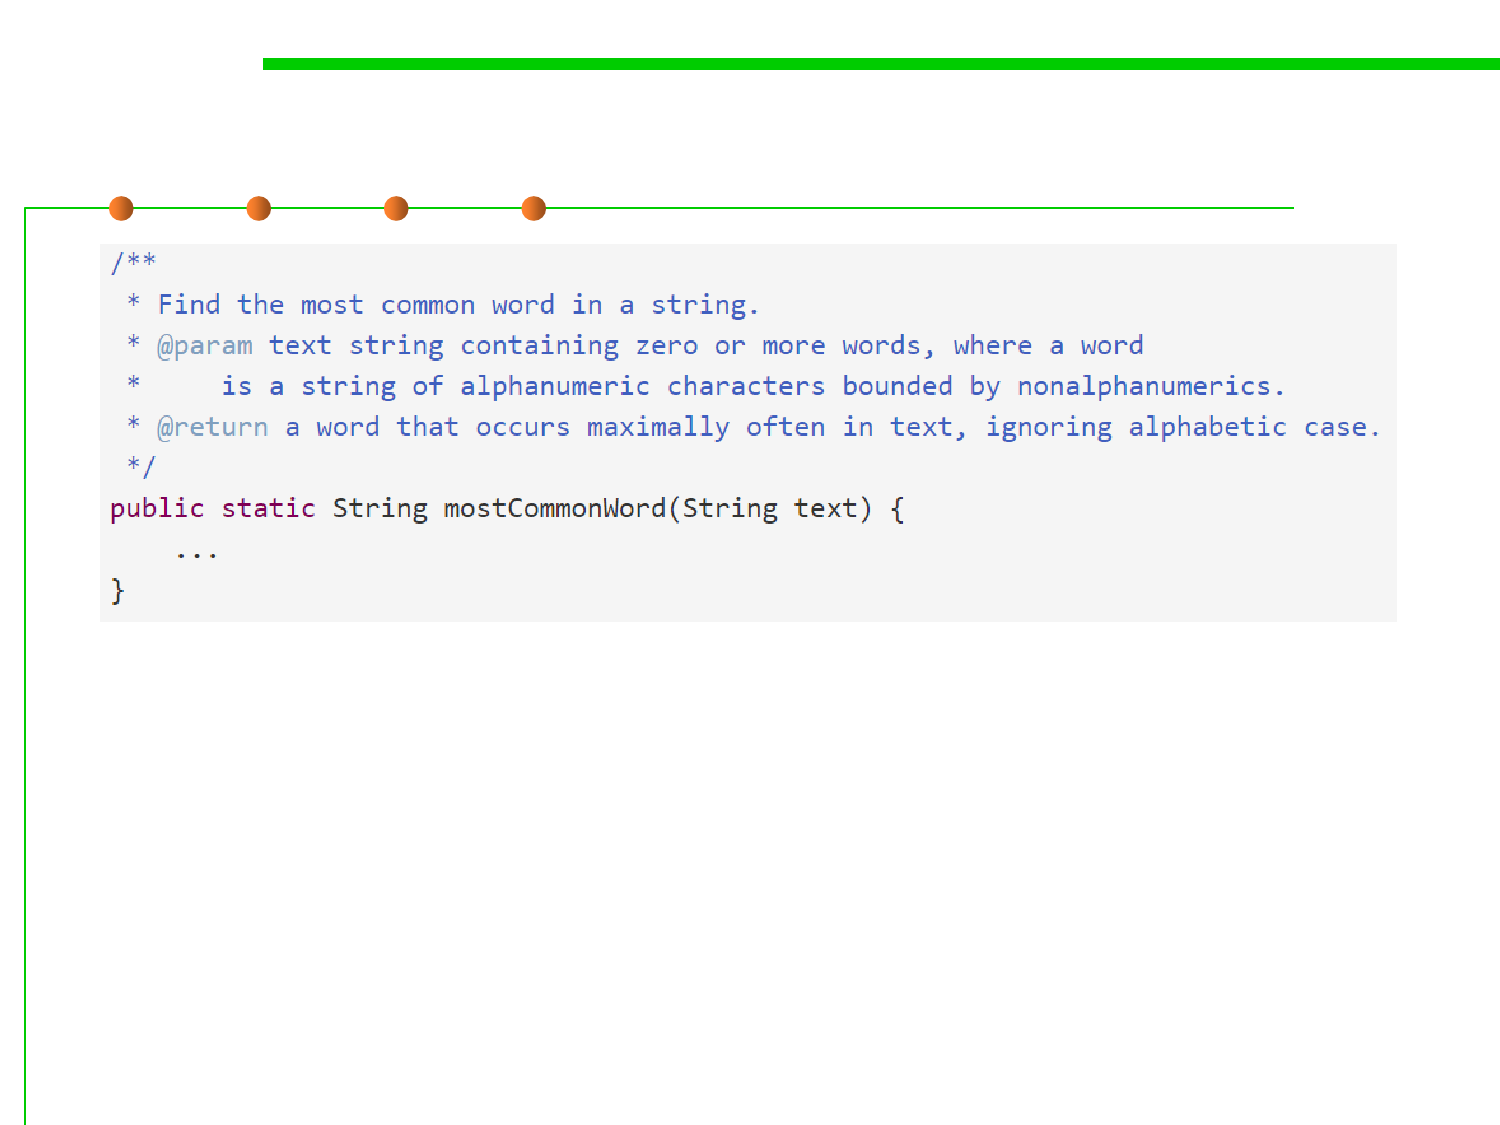 /**
 * Find the most common word in a string.
 * @param text string containing zero or more words, where a word
 *     is a string of alphanumeric characters bounded by nonalphanumerics.
 * @return a word that occurs maximally often in text, ignoring alphabetic case.
 */
public static String mostCommonWord(String text) {
    ...
}